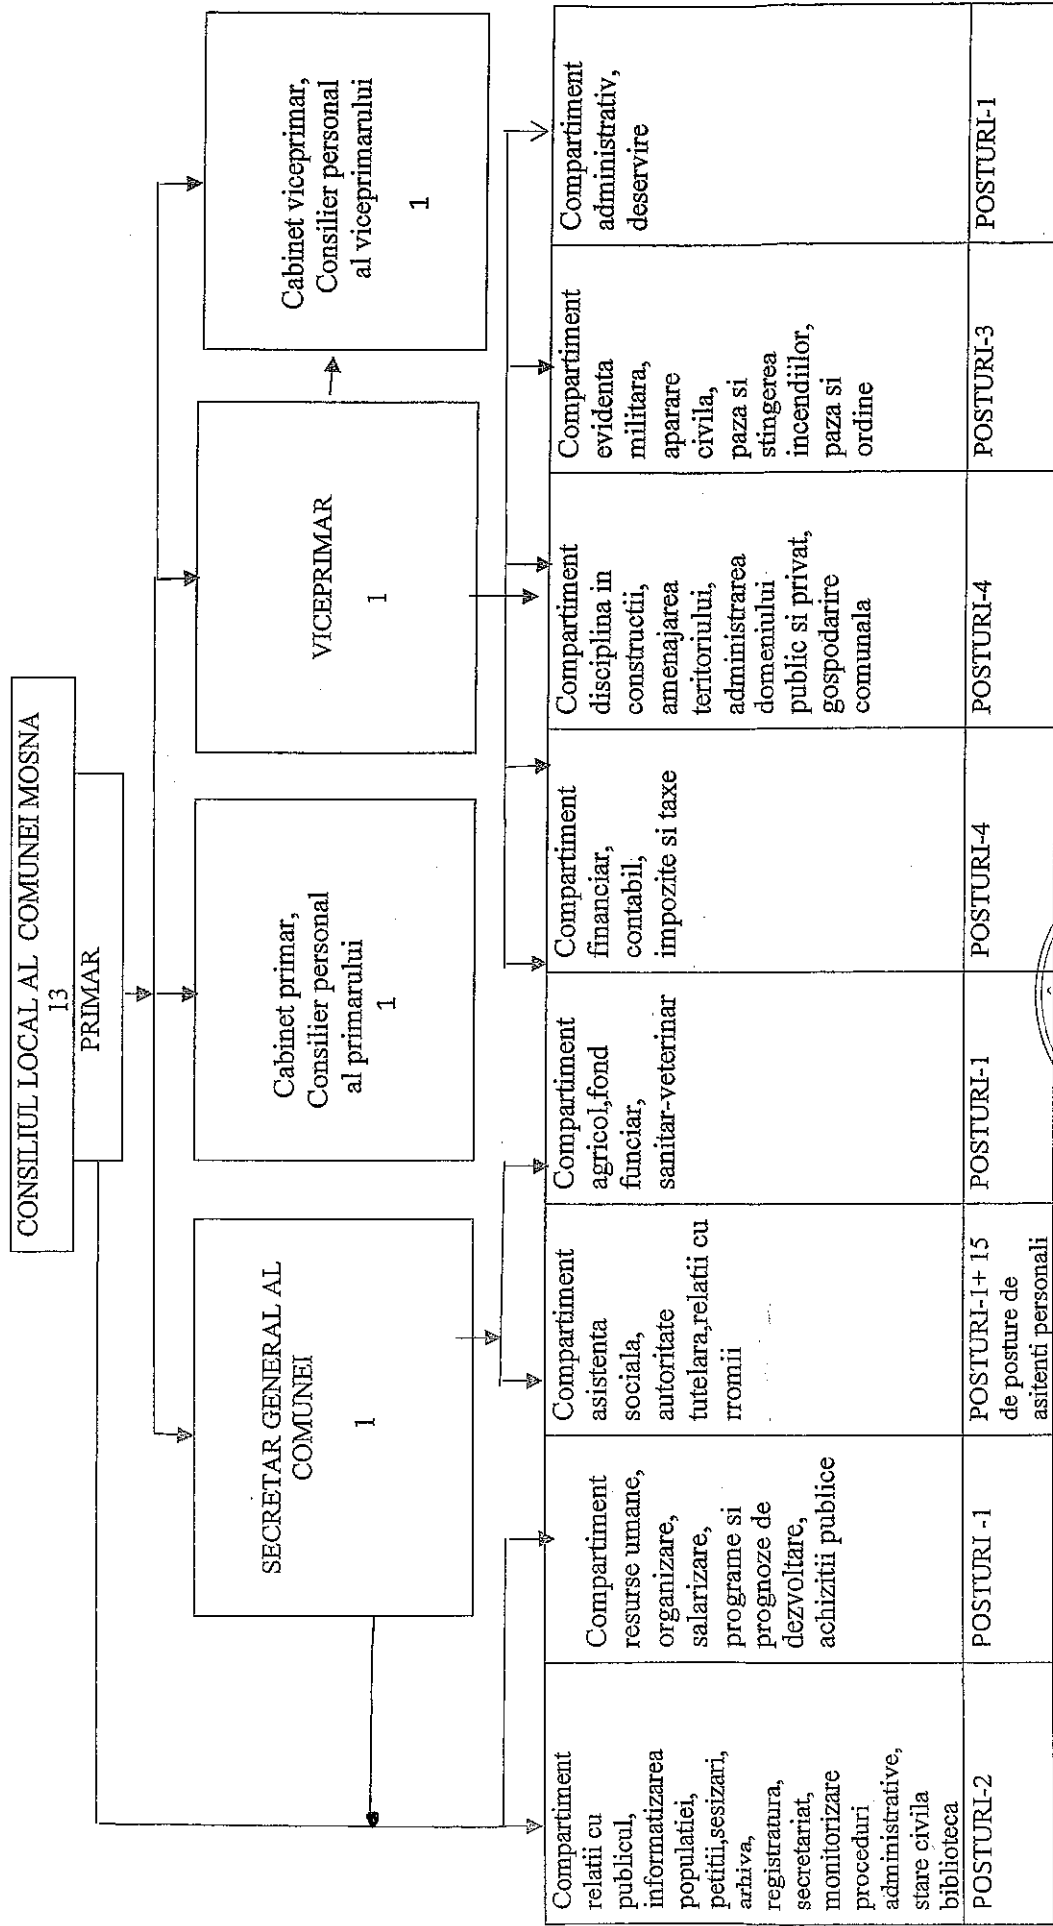 CONSILIUL LOCAL AL COMUNEI MOSNA
13
PRIMAR
SECRETAR GENERAL AL
COMUNEI
1
Cabinet primar,
Consilier personal
al primarului
1
VICEPRIMAR
1
Cabinet viceprimar,
Consilier personal
al viceprimarului
1
Compartiment
relatii cu
publicul,
informatizarea
populatiei,
petitii,sesizari,
arhiva,
registratura,
secretariat,
monitorizare
proceduri
administrative,
stare civila
biblioteca
POSTURI-2
Compartiment
resurse umane,
organizare,
salarizare,
programe si
prognoze de
dezvoltare,
achizitii publice
POSTURI -1
Compartiment
asistenta
sociala,
autoritate
tutelara,relatii cu
rromii
POSTURI-1+ 15
de posture de
asitenti personali
Compartiment
agricol,fond
funciar,
sanitar-veterinar
POSTURI-1
Compartiment
financiar,
contabil,
impozite si taxe
POSTURI-4
Compartiment
disciplina in
constructii,
amenajarea
teritoriului,
administrarea
domeniului
public si privat,
gospodarire
comunala
POSTURI-4
Compartiment
evidenta
militara,
aparare
civila,
paza si
stingerea
incendiilor,
paza si
ordine
POSTURI-3
Compartiment
administrativ,
deservire
POSTURI-1